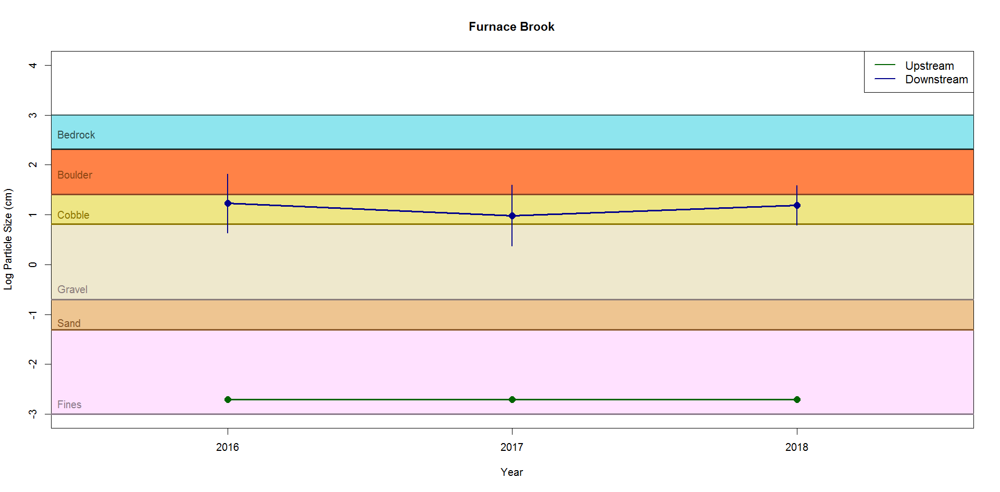 Furnace Brook
Upstream
Downstream
4
3
2
1
0
-1
-2
-3
Log Particle Size (cm)
Bedrock
Boulder
Cobble
Gravel
Sand
Fines
2016 2017 2018
Year